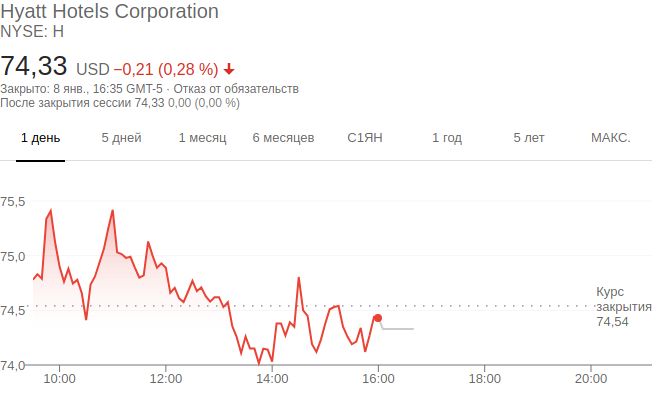 Hyatt Hotels Corporation
NYSE: H
74,33 USD −0,21 (0,28 %)
Закрыто: 8 янв., 16:35 GMT-5 · Отказ от обязательств
После закрытия сессии 74,33 0,00 (0,00 %)
1 день 5 дней 1 месяц 6 месяцев С1ЯН 1 год 5 лет МАКС.
75,5
75,0
74,5
74,0
Курс
закрытия
74,54
10:00 12:00 14:00 16:00 18:00 20:00